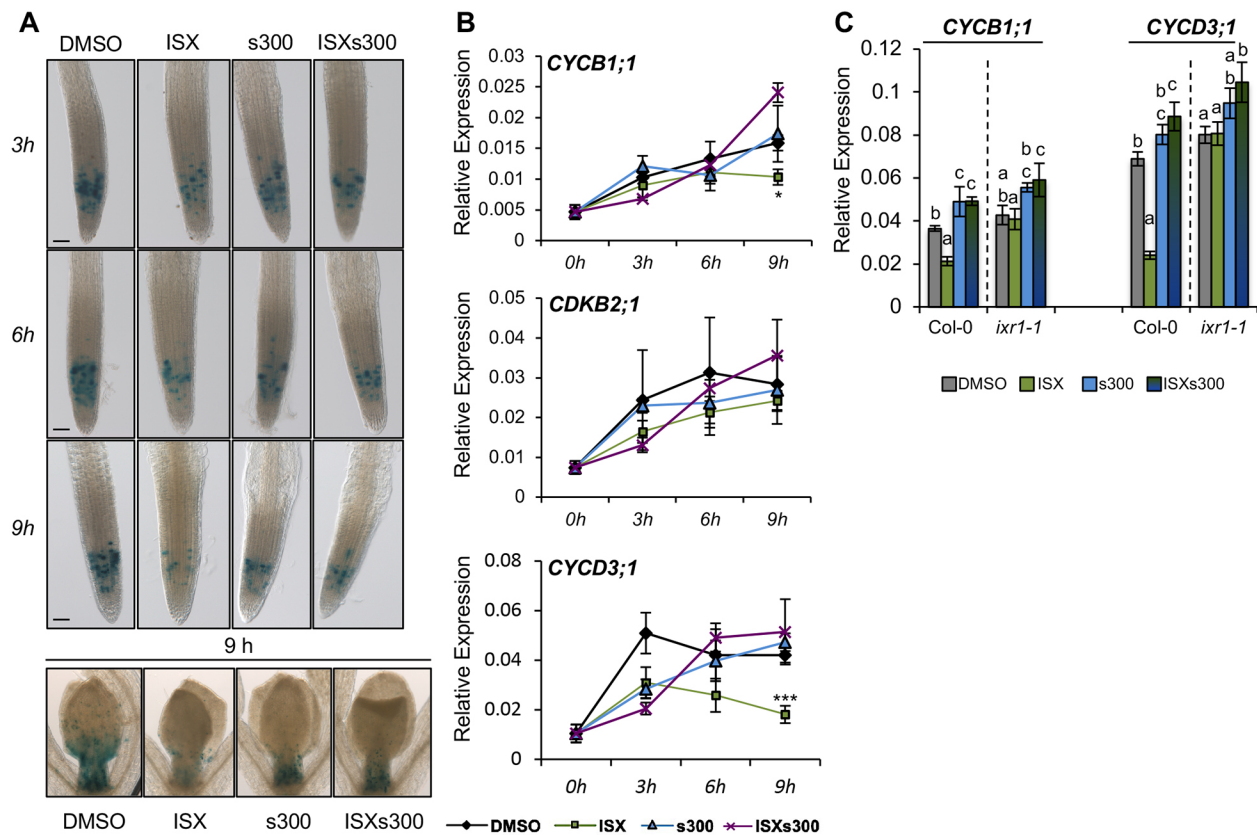 A
DMSO ISX s300 ISXs300
3h
6h
9h
9 h
DMSO ISX s300 ISXs300
B
CYCB1;1
Relative Expression
0.03
0.025
0.02
0.015
0.01
0.005
0
*
0h 3h 6h 9h
CDKB2;1
Relative Expression
0.05
0.04
0.03
0.02
0.01
0
0h 3h 6h 9h
CYCD3;1
Relative Expression
0.08
0.06
0.04
0.02
0
***
0h 3h 6h 9h
DMSO ISX s300 ISXs300
C
CYCB1;1 CYCD3;1
Relative Expression
0.12
0.1
0.08
0.06
0.04
0.02
0
b a c c a b a b c c
b a b c c a a a b b
Col-0 ixr1-1 Col-0 ixr1-1
DMSO ISX s300 ISXs300